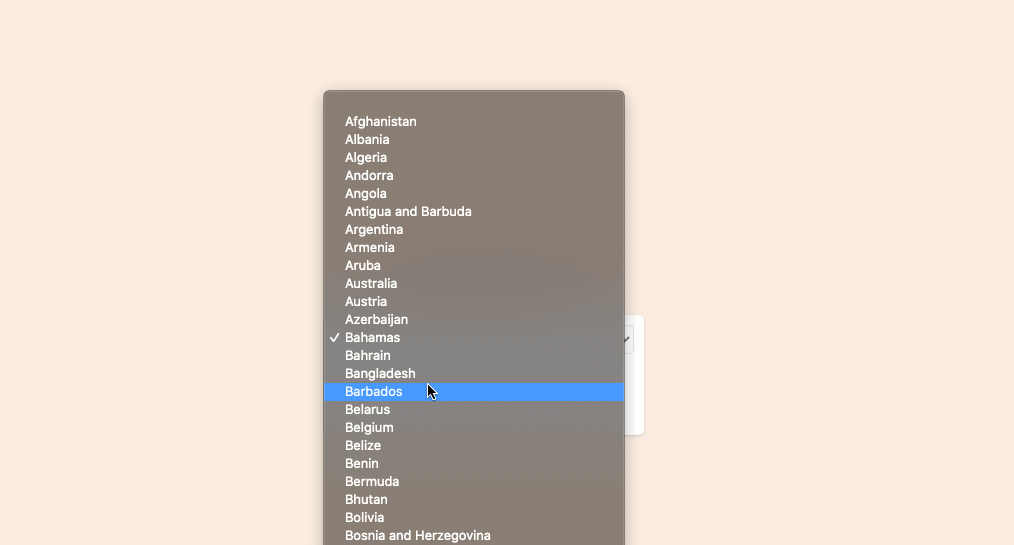 Afghanistan
Albania
Algeria
Andorra
Angola
Antigua and Barbuda
Argentina
Armenia
Aruba
Australia
Austria
Azerbaijan
✓ Bahamas
Bahrain
Bangladesh
Barbados
Belarus
Belgium
Belize
Benin
Bermuda
Bhutan
Bolivia
Bosnia and Herzegovina